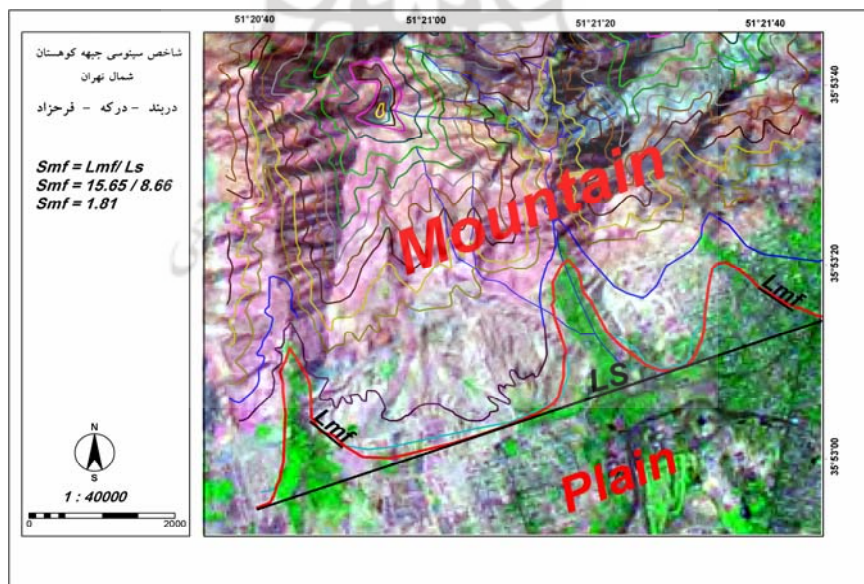 شاخص سینوسی جبهه کوهستان
شمال تهران
دربند - درکه - فرحزاد
Smf = Lmf/ Ls
Smf = 15.65 / 8.66
Smf = 1.81
N
S
1 : 40000
0 2000
51°20'40 51°21'00 51°21'20 51°21'40
35°53'40
35°53'20
35°53'00
Mountain
Lmf
LS
Lmf
Plain